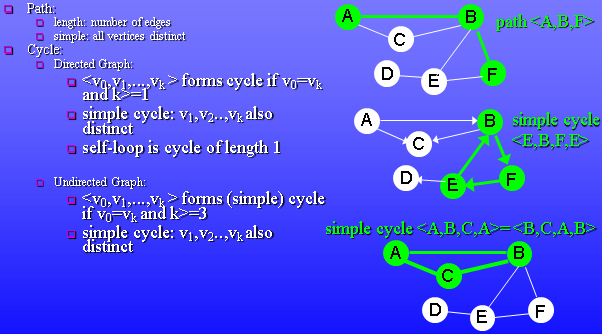 Path:
length: number of edges
simple: all vertices distinct
Cycle:
Directed Graph:
<v0,v1,...,vk > forms cycle if v0=vk
and k>=1
simple cycle: v1,v2..,vk also
distinct
self-loop is cycle of length 1
Undirected Graph:
<v0,v1,...,vk > forms (simple) cycle
if v0=vk and k>=3
simple cycle: v1,v2..,vk also
distinct
A
B
path <A,B,F>
C
D
E
F
A
B
simple cycle
<E,B,F,E>
C
D
E
F
simple cycle <A,B,C,A>=<B,C,A,B>
A
B
C
D
E
F